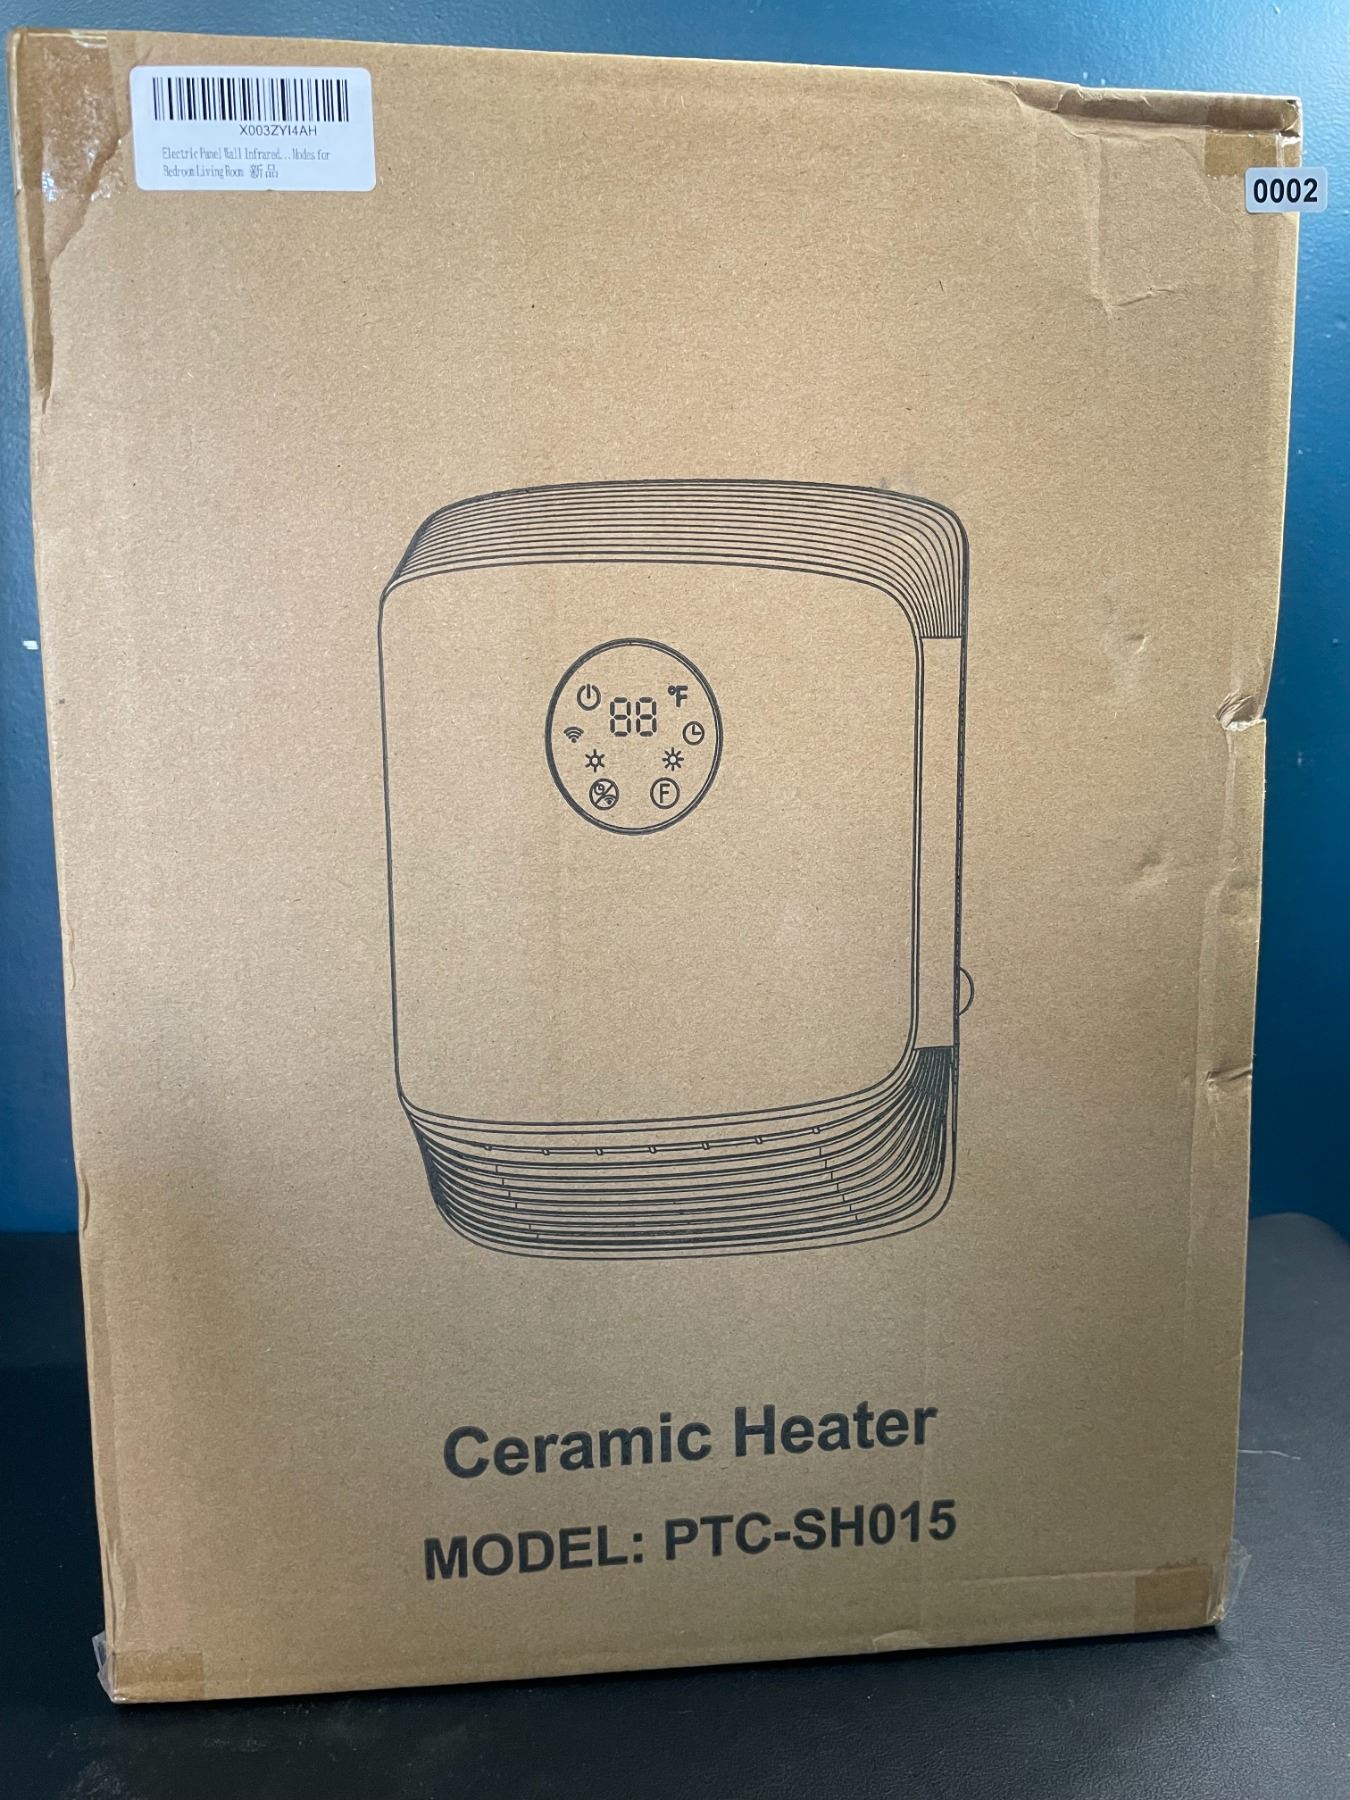 X003ZYI4AH
Electric Panel Wall Infrared...Modes for
Bedroom Living Room 新品
0002
88 °F
F
Ceramic Heater
MODEL: PTC-SH015